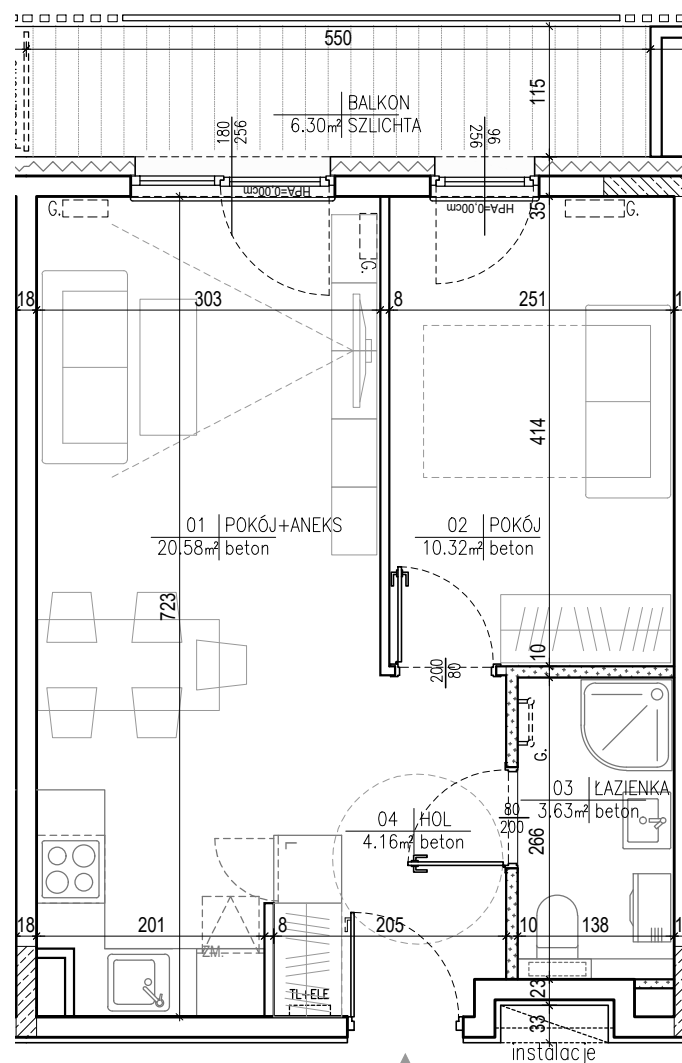 550
115
BALKON
6.30m² SZLICHTA
180
256
96
256
HPA=0,00cm
HPA=0,00cm
35
G.
G.
G.
18
303
8
251
1
414
01 POKÓJ+ANEKS
20.58m² beton
02 POKÓJ
10.32m² beton
723
10
200
80
G.
03 ŁAZIENKA
3.63m² beton
80
200
04 HOL
4.16m² beton
266
L
18
201
8
205
10
138
1
ZM.
TL+ELE
23
33
instalacje